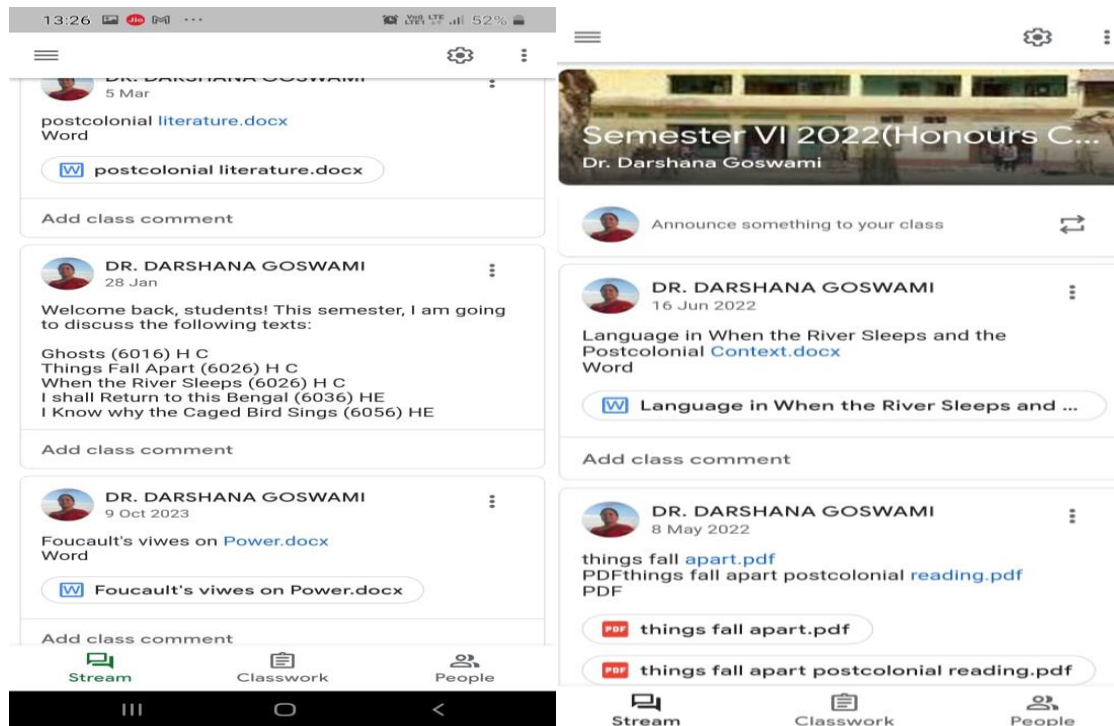 13:26
52%
DR. DARSHANA GOSWAMI
5 Mar
postcolonial literature.docx
Word
postcolonial literature.docx
Add class comment
DR. DARSHANA GOSWAMI
28 Jan
Welcome back, students! This semester, I am going
to discuss the following texts:
Ghosts (6016) H C
Things Fall Apart (6026) H C
When the River Sleeps (6026) H C
I shall Return to this Bengal (6036) HE
I Know why the Caged Bird Sings (6056) HE
Add class comment
DR. DARSHANA GOSWAMI
9 Oct 2023
Foucault's viwes on Power.docx
Word
Foucault's viwes on Power.docx
Add class comment
Stream
Classwork
People
Semester VI 2022(Honours C...
Dr. Darshana Goswami
Announce something to your class
DR. DARSHANA GOSWAMI
16 Jun 2022
Language in When the River Sleeps and the
Postcolonial Context.docx
Word
Language in When the River Sleeps and ...
Add class comment
DR. DARSHANA GOSWAMI
8 May 2022
things fall apart.pdf
PDFthings fall apart postcolonial reading.pdf
PDF
PDF things fall apart.pdf
PDF things fall apart postcolonial reading.pdf
Stream
Classwork
People